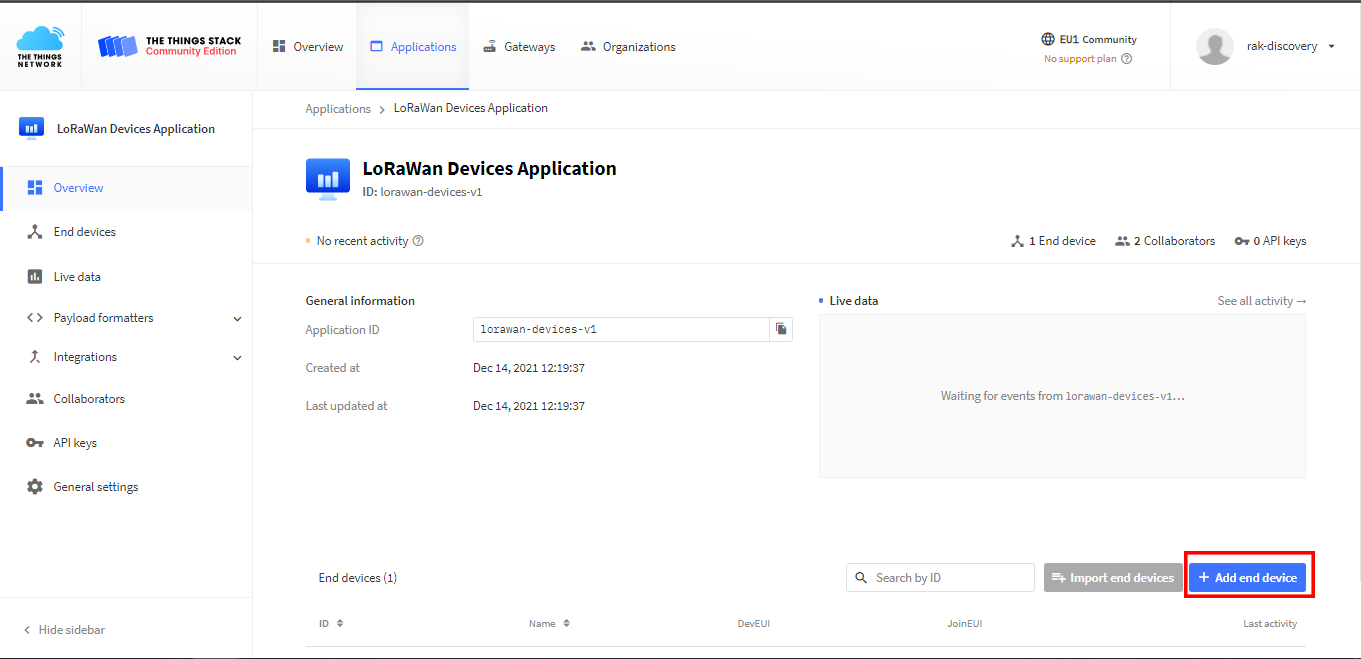 THE THINGS
NETWORK
THE THINGS STACK
Community Edition
Overview
Applications
Gateways
Organizations
EU1 Community
No support plan
rak-discovery
LoRaWan Devices Application
Overview
End devices
Live data
Payload formatters
Integrations
Collaborators
API keys
General settings
Hide sidebar
Applications > LoRaWan Devices Application
LoRaWan Devices Application
ID: lorawan-devices-v1
No recent activity
1 End device
2 Collaborators
0 API keys
General information
Application ID lorawan-devices-v1
Created at Dec 14, 2021 12:19:37
Last updated at Dec 14, 2021 12:19:37
Live data
See all activity →
Waiting for events from lorawan-devices-v1...
End devices (1)
Search by ID
Import end devices
+ Add end device
ID Name DevEUI JoinEUI Last activity